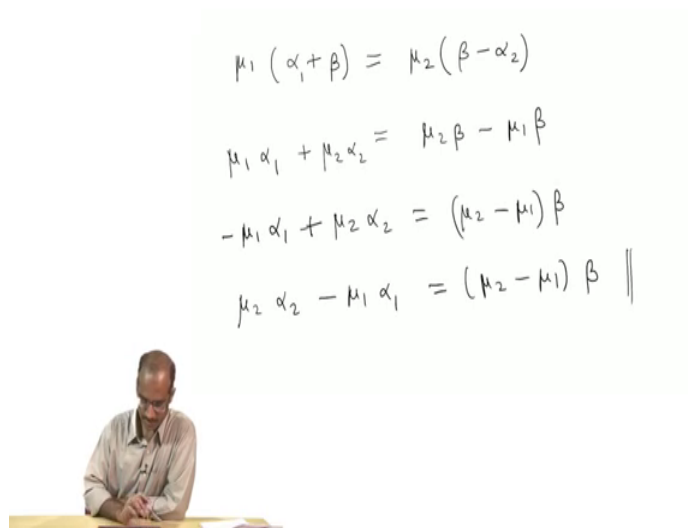 μ₁ (α₁ + β) = μ₂ (β − α₂)
μ₁ α₁ + μ₂ α₂ = μ₂ β − μ₁ β
− μ₁ α₁ + μ₂ α₂ = (μ₂ − μ₁) β
μ₂ α₂ − μ₁ α₁ = (μ₂ − μ₁) β ||